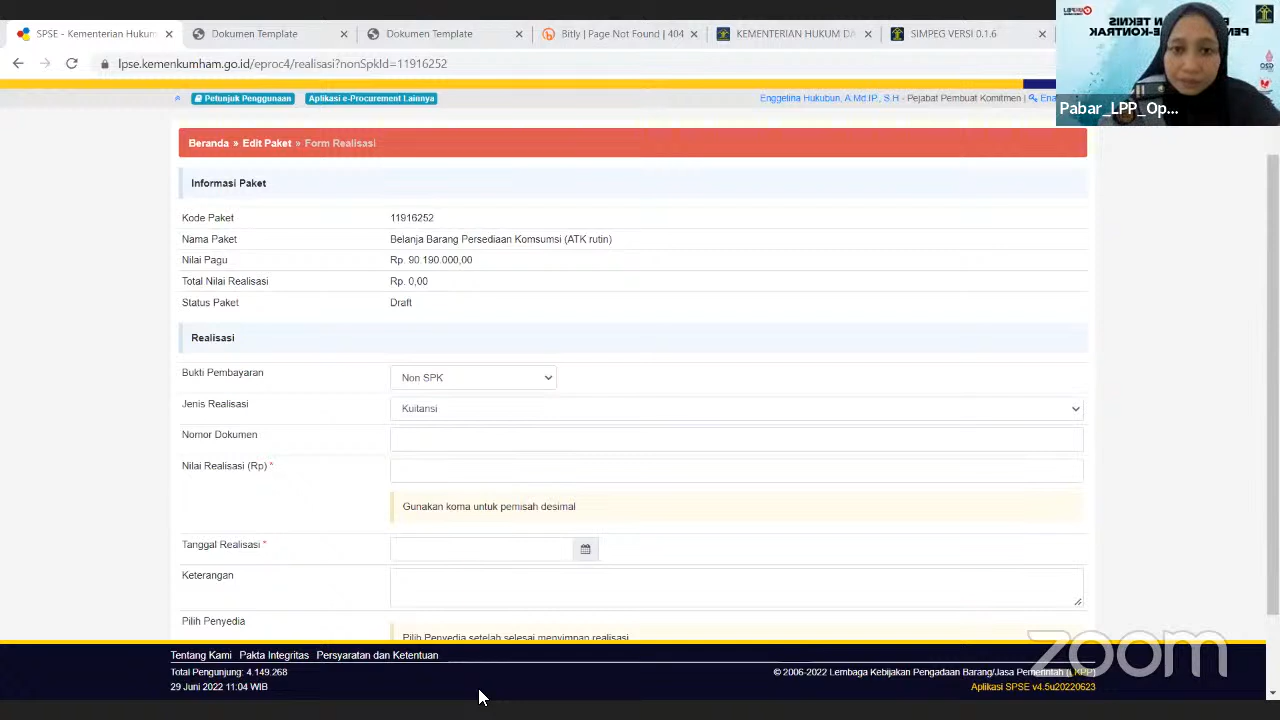 SPSE - Kementerian Hukum
Dokumen Template
Dokumen Template
Bitly | Page Not Found | 404
KEMENTERIAN HUKUM DA
SIMPEG VERSI 0.1.6
lpse.kemenkumham.go.id/eproc4/realisasi?nonSpkId=11916252
TEKNIS
E-KONTRAK
Pabar_LPP_Op...
Petunjuk Penggunaan
Aplikasi e-Procurement Lainnya
Enggelina Hukubun, A.Md.IP., S.H - Pejabat Pembuat Komitmen |
Beranda » Edit Paket » Form Realisasi
Informasi Paket
Kode Paket 11916252
Nama Paket Belanja Barang Persediaan Komsumsi (ATK rutin)
Nilai Pagu Rp. 90.190.000,00
Total Nilai Realisasi Rp. 0,00
Status Paket Draft
Realisasi
Bukti Pembayaran Non SPK
Jenis Realisasi Kuitansi
Nomor Dokumen
Nilai Realisasi (Rp) *
Gunakan koma untuk pemisah desimal
Tanggal Realisasi *
Keterangan
Pilih Penyedia
Pilih Penyedia setelah selesai menyimpan realisasi
Tentang Kami Pakta Integritas Persyaratan dan Ketentuan
Total Pengunjung: 4.149.268
© 2006-2022 Lembaga Kebijakan Pengadaan Barang/Jasa Pemerintah (LKPP)
29 Juni 2022 11:04 WIB
Aplikasi SPSE v4.5u20220623
zoom